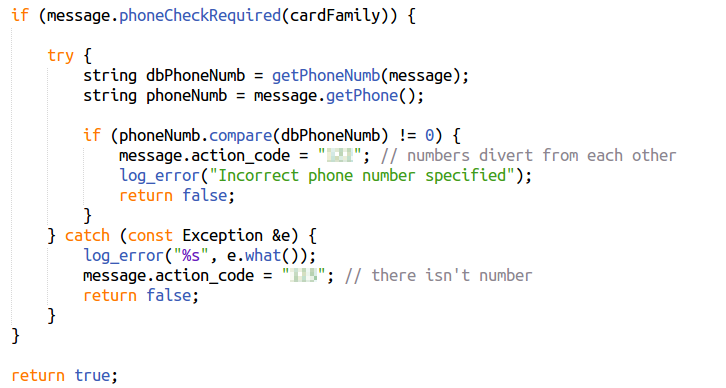 if (message.phoneCheckRequired(cardFamily)) {
try {
string dbPhoneNumb = getPhoneNumb(message);
string phoneNumb = message.getPhone();
if (phoneNumb.compare(dbPhoneNumb) != 0) {
message.action_code = ""; // numbers divert from each other
log_error("Incorrect phone number specified");
return false;
}
} catch (const Exception &e) {
log_error("%s", e.what());
message.action_code = ""; // there isn't number
return false;
}
}
return true;